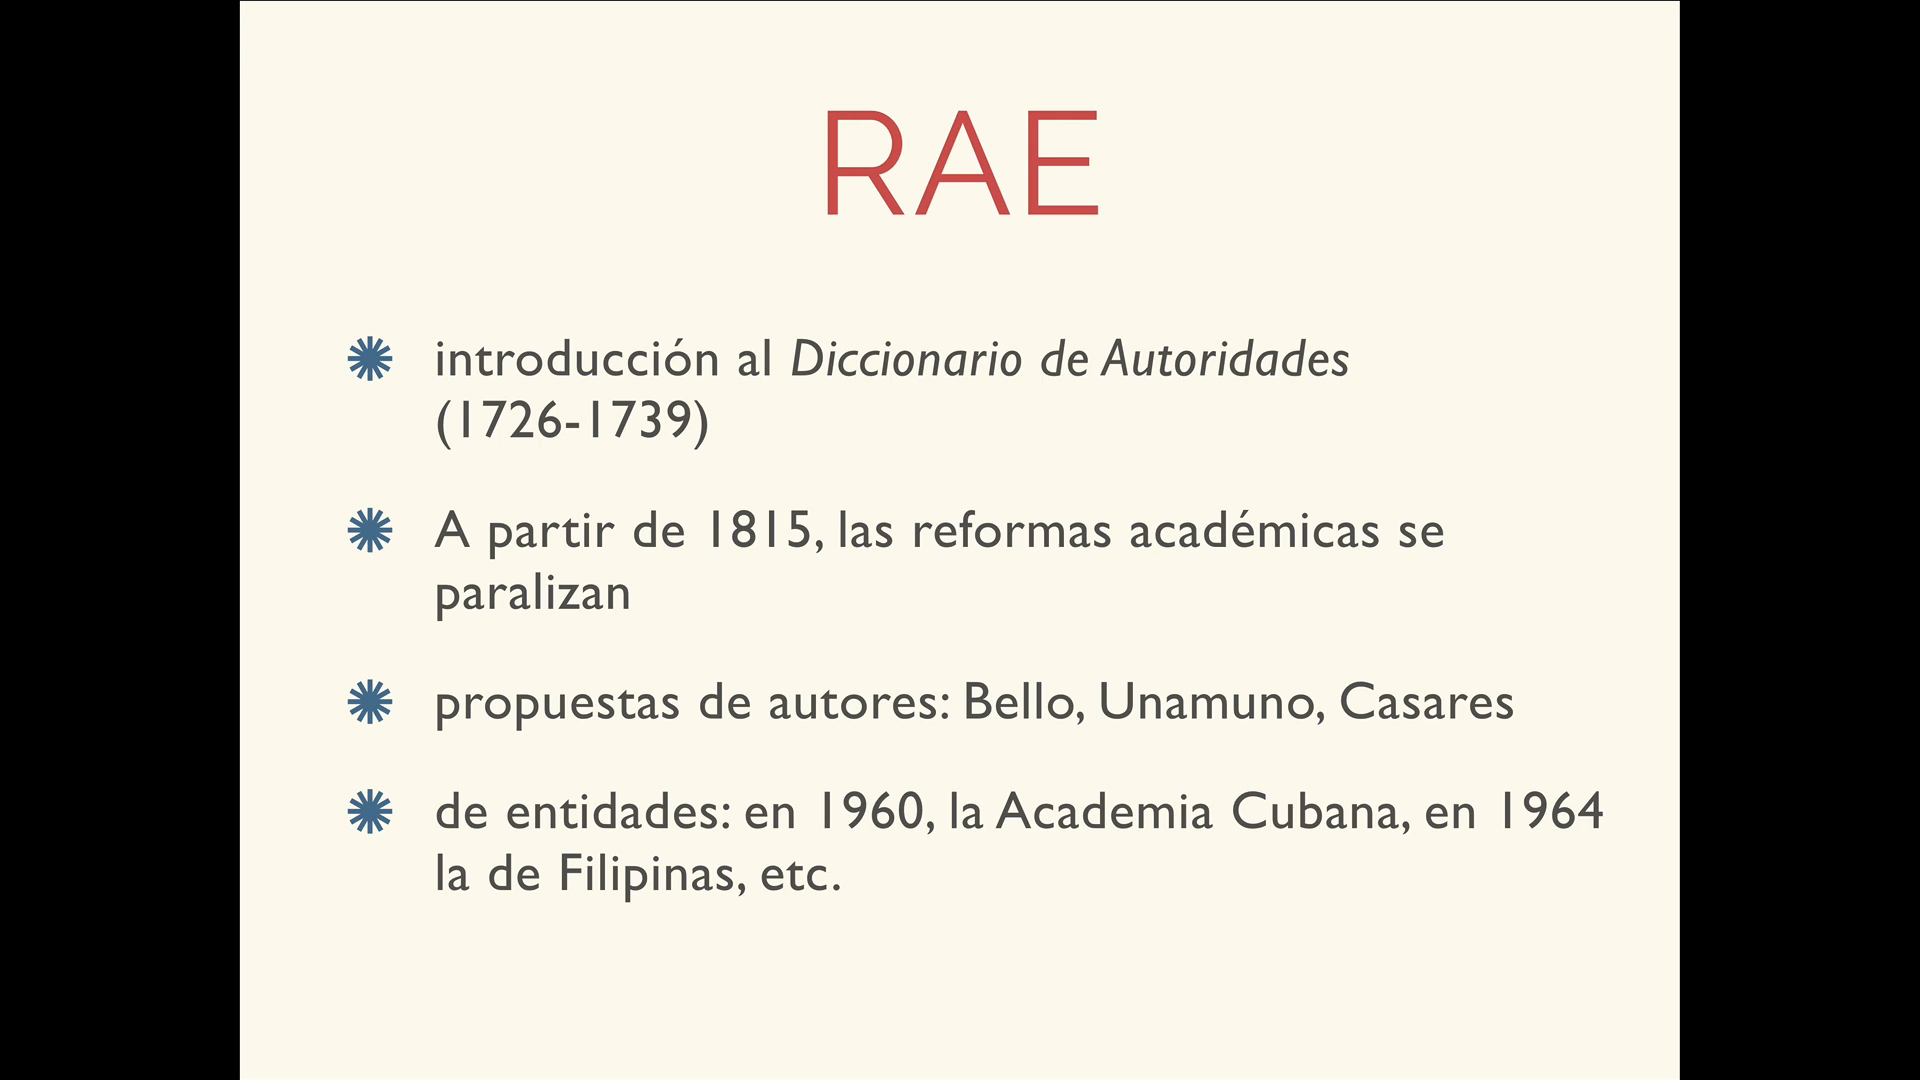 RAE
introducción al Diccionario de Autoridades
(1726-1739)
A partir de 1815, las reformas académicas se
paralizan
propuestas de autores: Bello, Unamuno, Casares
de entidades: en 1960, la Academia Cubana, en 1964
la de Filipinas, etc.